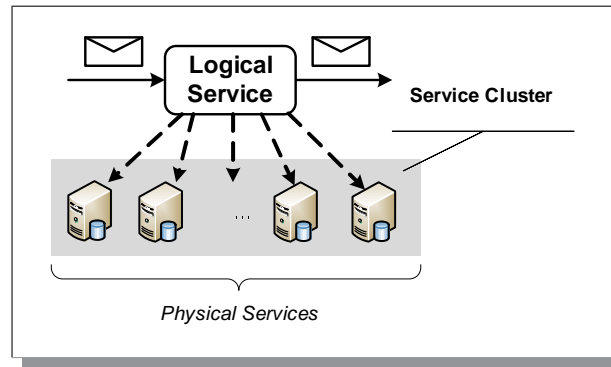 Logical
Service
Service Cluster
...
Physical Services